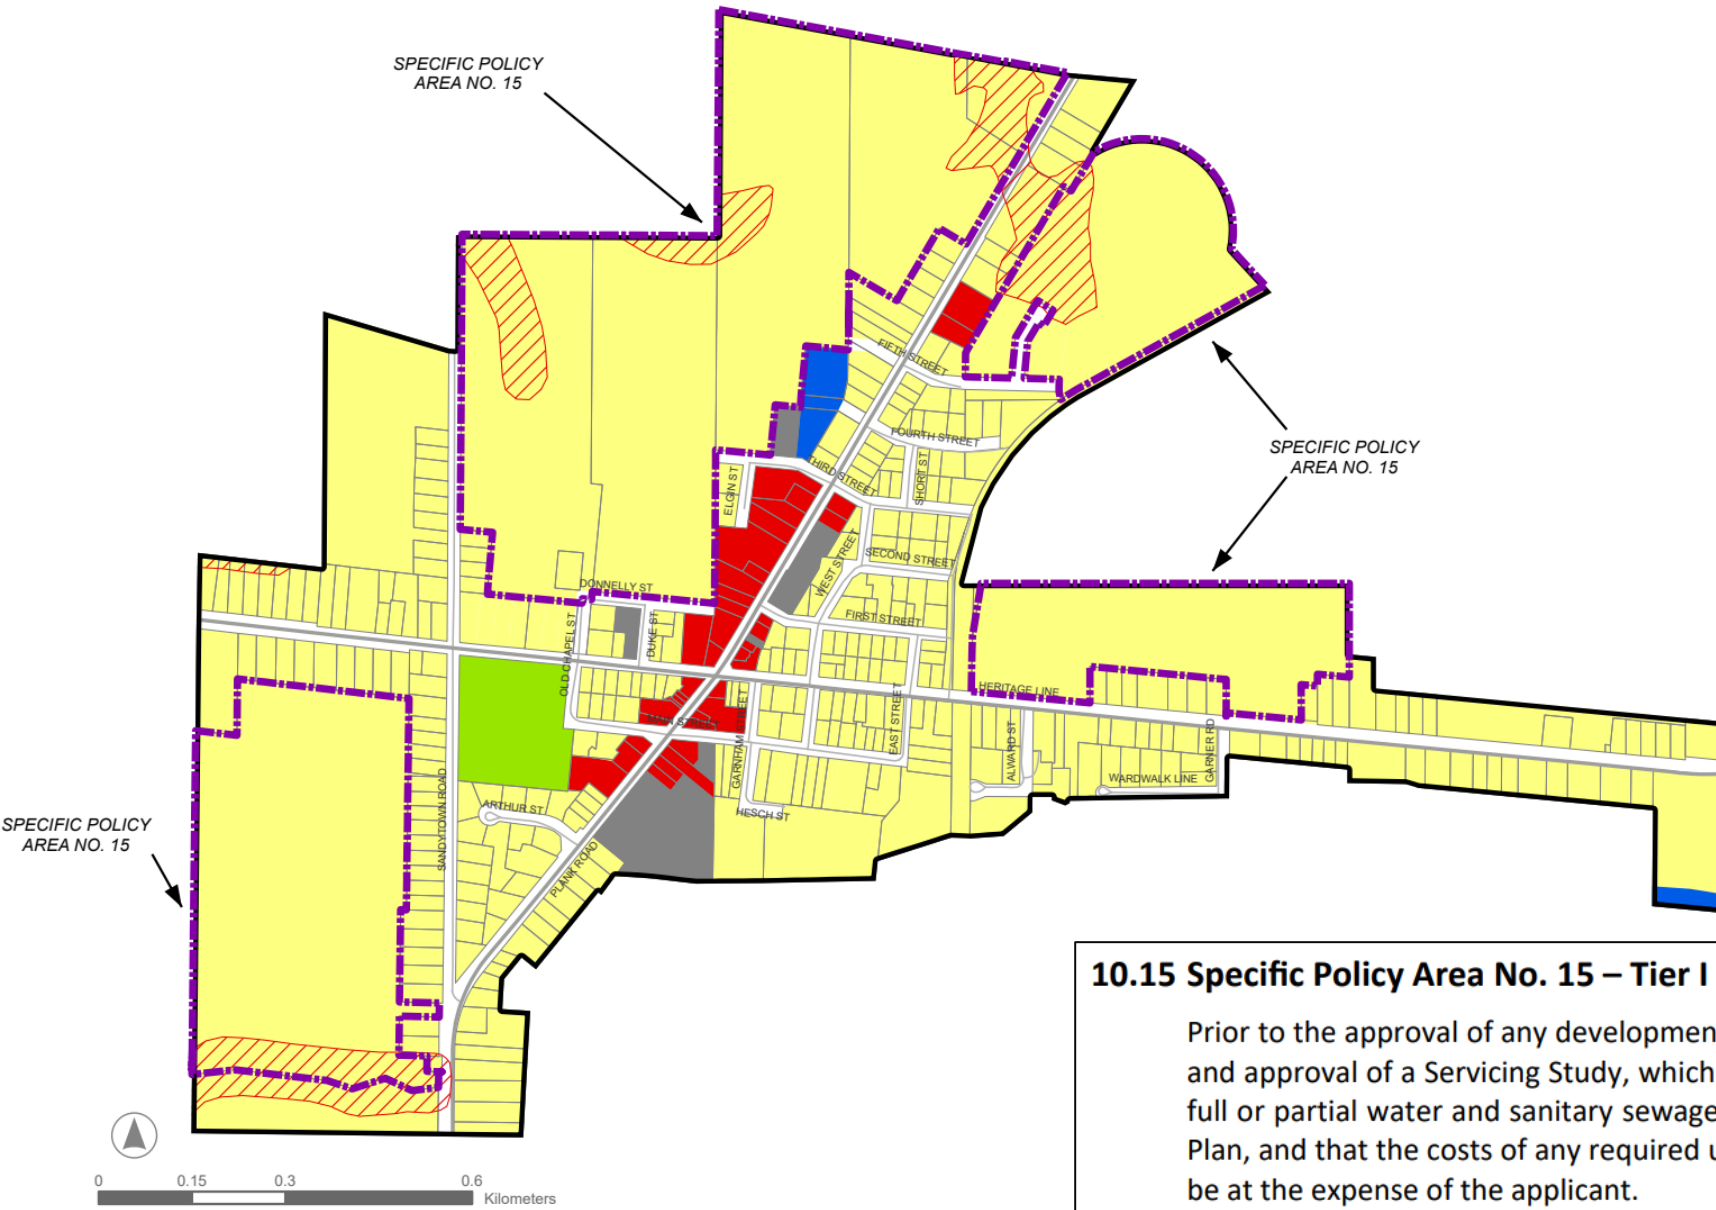 SPECIFIC POLICY
AREA NO. 15
FIFTH STREET
FOURTH STREET
SHORT ST
THIRD STREET
ELGIN ST
SPECIFIC POLICY
AREA NO. 15
WEST STREET
SECOND STREET
DONNELLY ST
DUKE ST
OLD CHAPEL ST
FIRST STREET
HERITAGE LINE
MAIN STREET
GARNHAM STREET
EAST STREET
ALWARD ST
GARNER RD
WARDWALK LINE
SANDYTOWN ROAD
ARTHUR ST
HESCH ST
PLANK ROAD
SPECIFIC POLICY
AREA NO. 15
10.15 Specific Policy Area No. 15 – Tier I
Prior to the approval of any developmen
and approval of a Servicing Study, which
full or partial water and sanitary sewage
Plan, and that the costs of any required u
be at the expense of the applicant.
0 0.15 0.3 0.6
Kilometers